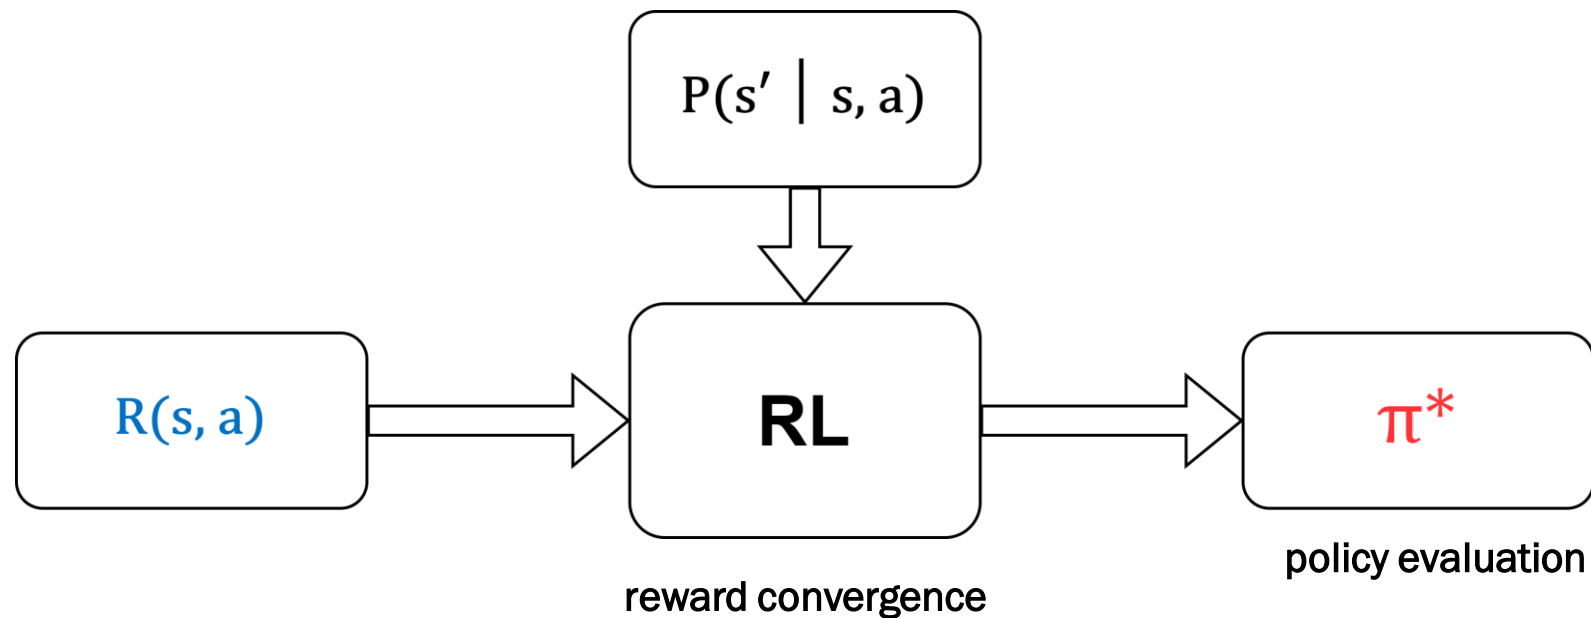 P(s′ | s, a)
R(s, a)
RL
π*
policy evaluation
reward convergence